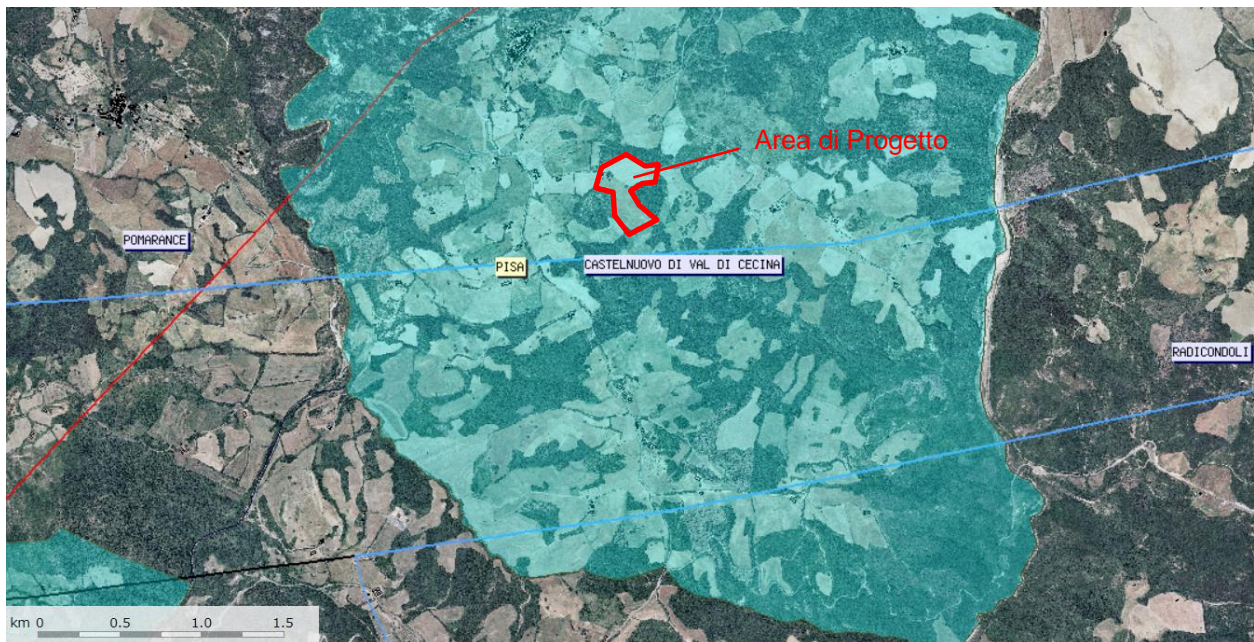 Area di Progetto
POMARANCE
PISA
CASTELNUOVO DI VAL DI CECINA
RADICONDOLI
km 0 0.5 1.0 1.5